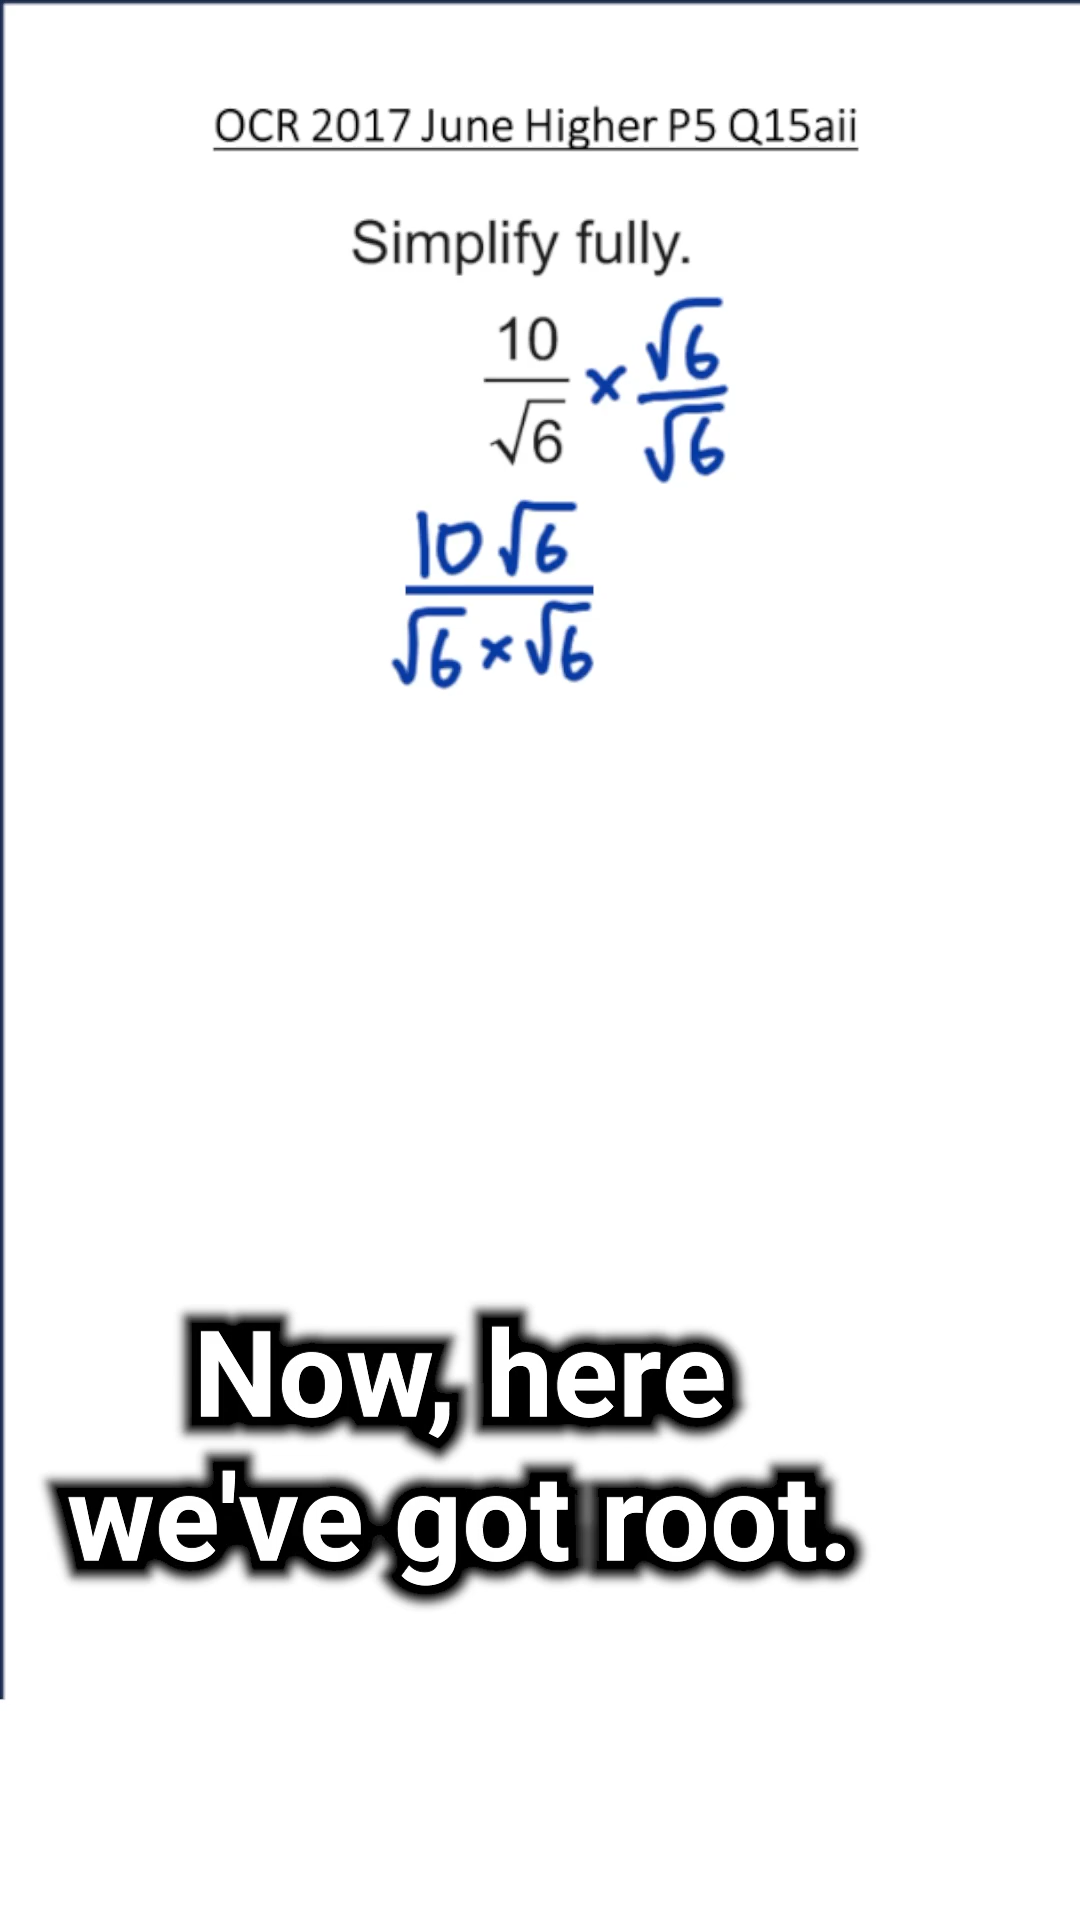 OCR 2017 June Higher P5 Q15aii
Simplify fully.
10/√6 × √6/√6
10√6
√6 × √6
Now, here
we've got root.